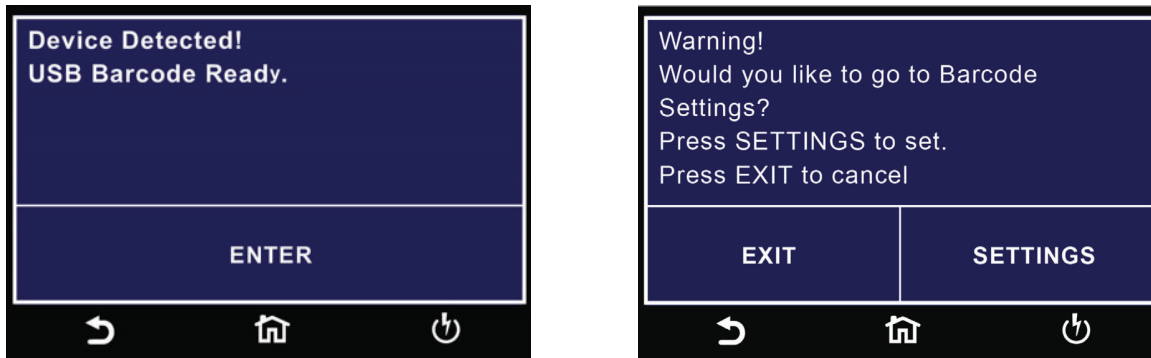 Device Detected!
USB Barcode Ready.
ENTER
Warning!
Would you like to go to Barcode
Settings?
Press SETTINGS to set.
Press EXIT to cancel
EXIT
SETTINGS